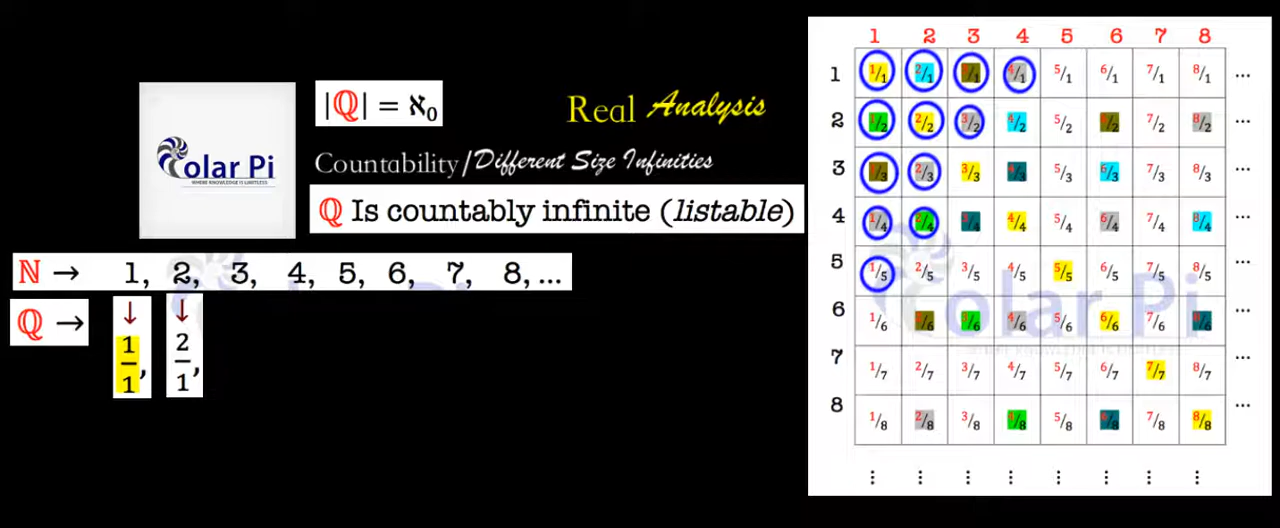 |ℚ| = ℵ₀
Real Analysis
olar Pi
WHERE KNOWLEDGE IS LIMITLESS
Countability/Different Size Infinities
ℚ Is countably infinite (listable)
ℕ → 1, 2, 3, 4, 5, 6, 7, 8, ...
ℚ →
↓ ↓
1/1, 2/1,
1 2 3 4 5 6 7 8
1 1/1 2/1 3/1 4/1 5/1 6/1 7/1 8/1 ...
2 1/2 2/2 3/2 4/2 5/2 6/2 7/2 8/2 ...
3 1/3 2/3 3/3 4/3 5/3 6/3 7/3 8/3 ...
4 1/4 2/4 3/4 4/4 5/4 6/4 7/4 8/4 ...
5 1/5 2/5 3/5 4/5 5/5 6/5 7/5 8/5 ...
6 1/6 2/6 3/6 4/6 5/6 6/6 7/6 8/6 ...
7 1/7 2/7 3/7 4/7 5/7 6/7 7/7 8/7 ...
8 1/8 2/8 3/8 4/8 5/8 6/8 7/8 8/8 ...
⋮ ⋮ ⋮ ⋮ ⋮ ⋮ ⋮ ⋮
olar Pi